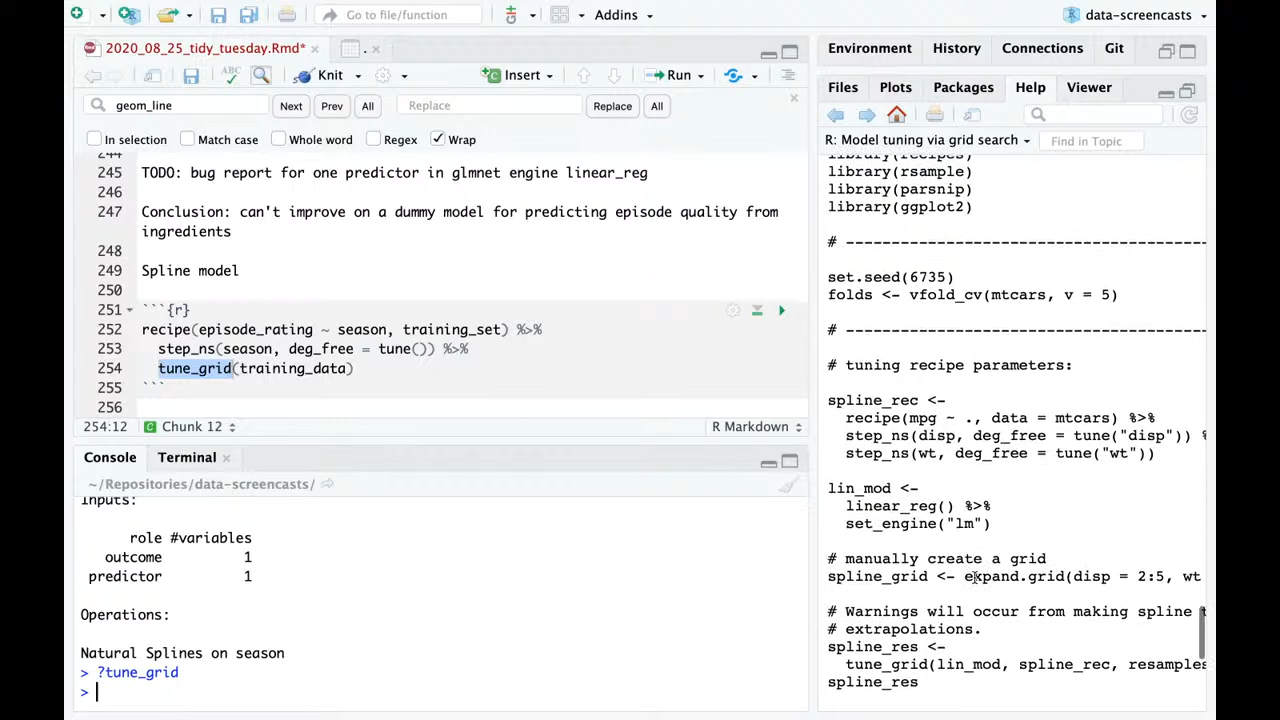 Go to file/function
Addins
data-screencasts
2020_08_25_tidy_tuesday.Rmd*
.
ABC
Knit
Insert
Run
geom_line
Next
Prev
All
Replace
Replace
All
In selection
Match case
Whole word
Regex
Wrap
244
245 TODO: bug report for one predictor in glmnet engine linear_reg
246
247 Conclusion: can't improve on a dummy model for predicting episode quality from
ingredients
248
249 Spline model
250
251 ```{r}
252 recipe(episode_rating ~ season, training_set) %>%
253 step_ns(season, deg_free = tune()) %>%
254 tune_grid(training_data)
255 ```
256
254:12
Chunk 12
R Markdown
Console
Terminal
~/Repositories/data-screencasts/
Inputs:
role #variables
outcome 1
predictor 1
Operations:
Natural Splines on season
> ?tune_grid
>
Environment
History
Connections
Git
Files
Plots
Packages
Help
Viewer
R: Model tuning via grid search
Find in Topic
library(recipes)
library(rsample)
library(parsnip)
library(ggplot2)
# ----------------------------------------
set.seed(6735)
folds <- vfold_cv(mtcars, v = 5)
# ----------------------------------------
# tuning recipe parameters:
spline_rec <-
recipe(mpg ~ ., data = mtcars) %>%
step_ns(disp, deg_free = tune("disp")) %
step_ns(wt, deg_free = tune("wt"))
lin_mod <-
linear_reg() %>%
set_engine("lm")
# manually create a grid
spline_grid <- expand.grid(disp = 2:5, wt
# Warnings will occur from making spline t
# extrapolations.
spline_res <-
tune_grid(lin_mod, spline_rec, resamples
spline_res